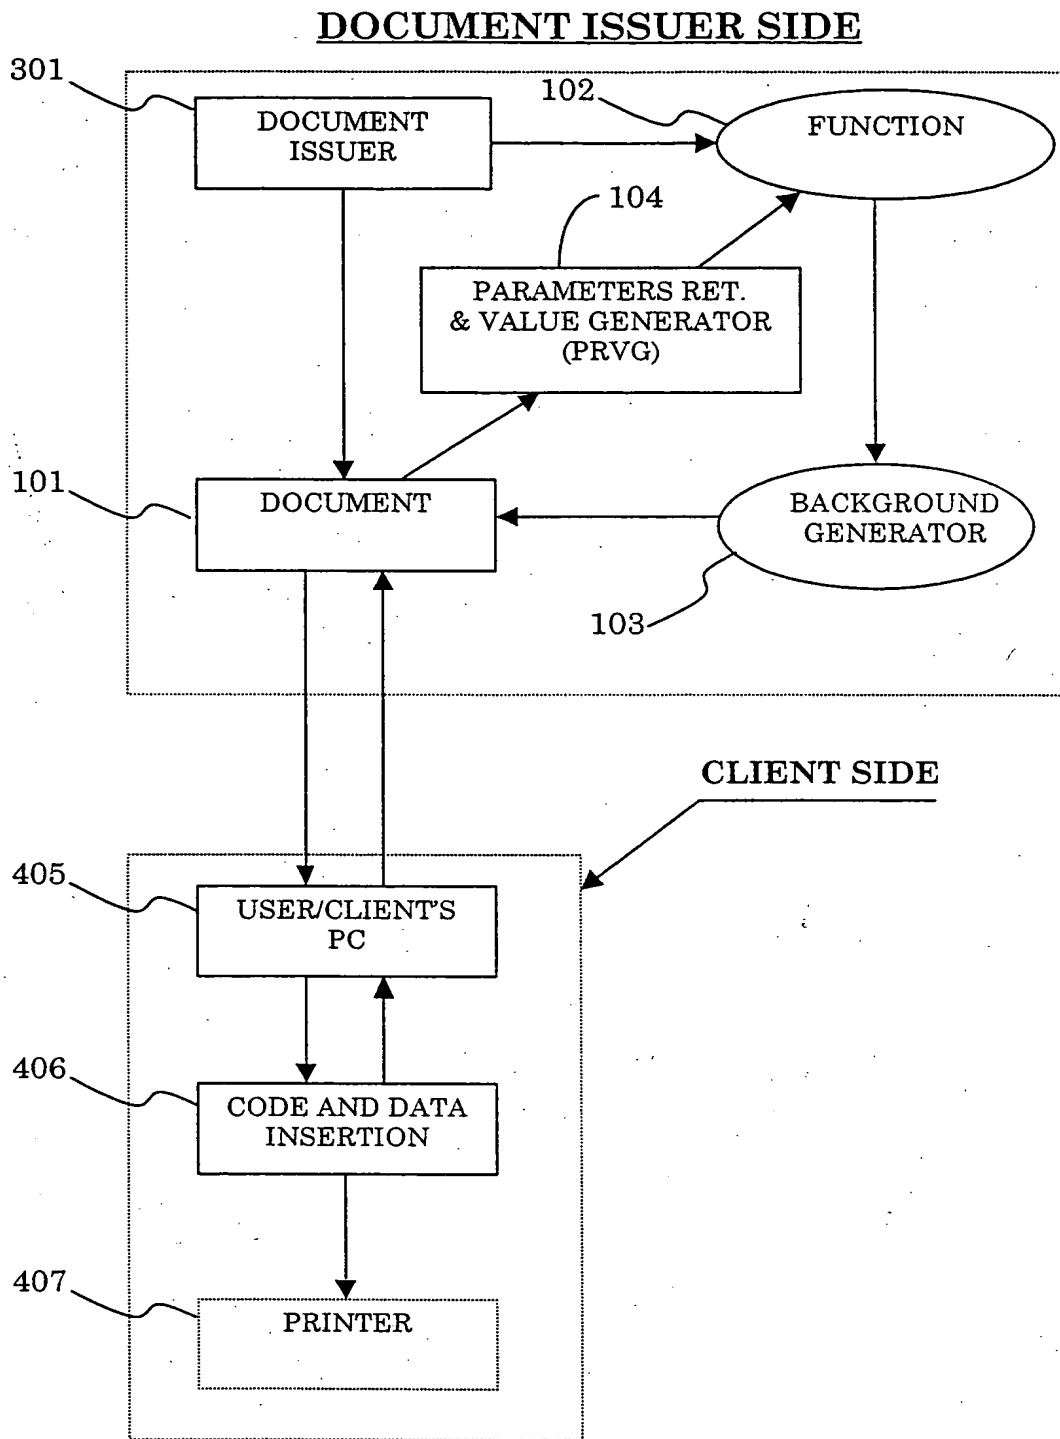 DOCUMENT ISSUER SIDE
301
DOCUMENT
ISSUER
102
FUNCTION
104
PARAMETERS RET.
& VALUE GENERATOR
(PRVG)
101
DOCUMENT
BACKGROUND
GENERATOR
103
CLIENT SIDE
405
USER/CLIENT'S
PC
406
CODE AND DATA
INSERTION
407
PRINTER